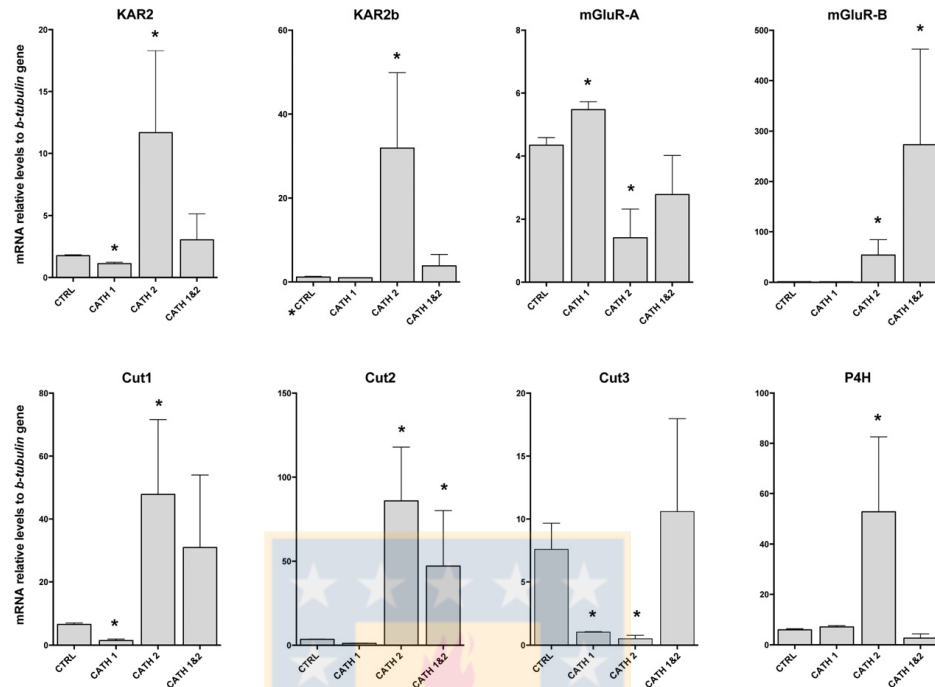 KAR2
KAR2b
mGluR-A
mGluR-B
mRNA relative levels to b-tubulin gene
20
15
10
5
0
*
*
CTRL
CATH 1
CATH 2
CATH 1&2
60
40
20
0
*
*CTRL
CATH 1
CATH 2
CATH 1&2
8
6
4
2
0
*
*
CTRL
CATH 1
CATH 2
CATH 1&2
500
400
300
200
100
0
*
*
CTRL
CATH 1
CATH 2
CATH 1&2
Cut1
Cut2
Cut3
P4H
mRNA relative levels to b-tubulin gene
80
60
40
20
0
*
*
CTRL
CATH 1
CATH 2
CATH 1&2
150
100
50
0
*
*
CTRL
CATH 1
CATH 2
CATH 1&2
20
15
10
5
0
*
*
CTRL
CATH 1
CATH 2
CATH 1&2
100
80
60
40
20
0
*
CTRL
CATH 1
CATH 2
CATH 1&2